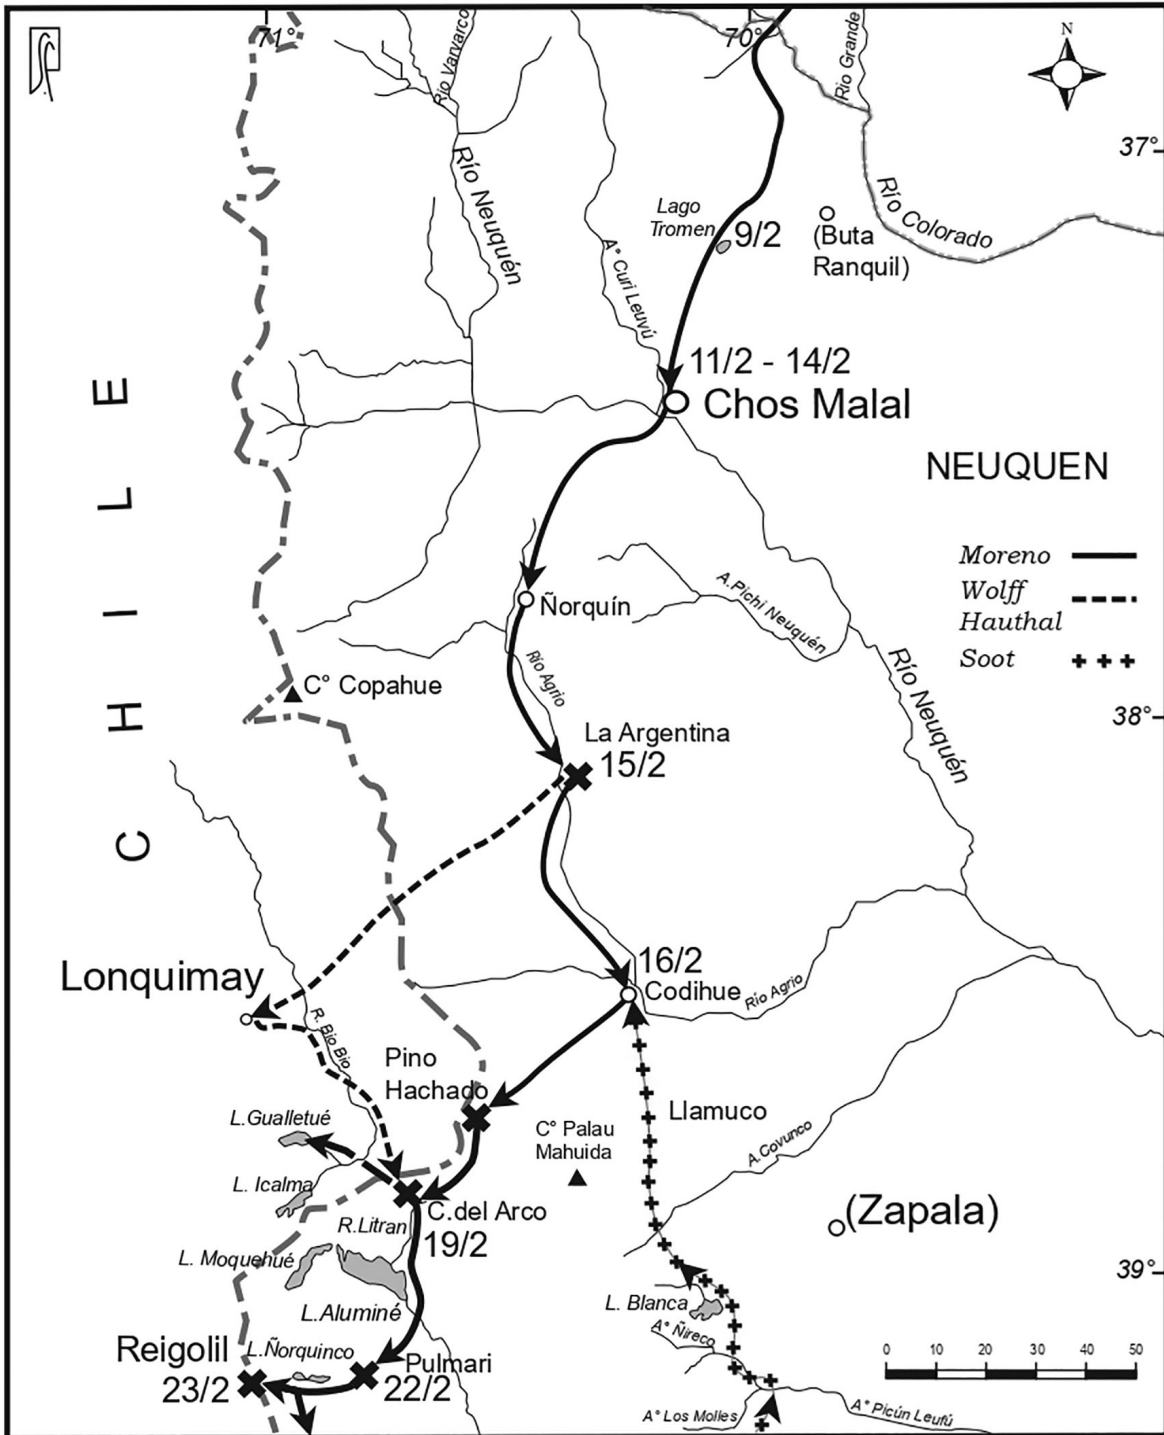 71°
70°
N
37°
Rio Varvarco
Rio Grande
Río Neuquén
Río Colorado
Lago
Tromen
9/2
(Buta
Ranquil)
A° Curi Leuvú
11/2 - 14/2
Chos Malal
CHILE
NEUQUEN
Moreno
Wolff
Hauthal
Soot
Ñorquín
A.Pichi Neuquén
Río Agrio
Río Neuquén
C° Copahue
38°
La Argentina
15/2
16/2
Codihue
Río Agrio
Lonquimay
R. Bio Bio
Pino
Hachado
Llamuco
L.Gualletué
C° Palau
Mahuida
A.Covunco
L. Icalma
C.del Arco
19/2
R.Litran
(Zapala)
L. Moquehué
39°
L.Aluminé
L. Blanca
A° Ñireco
Reigolil
23/2
L.Ñorquinco
Pulmari
22/2
0 10 20 30 40 50
A° Los Molles
A° Picún Leufú